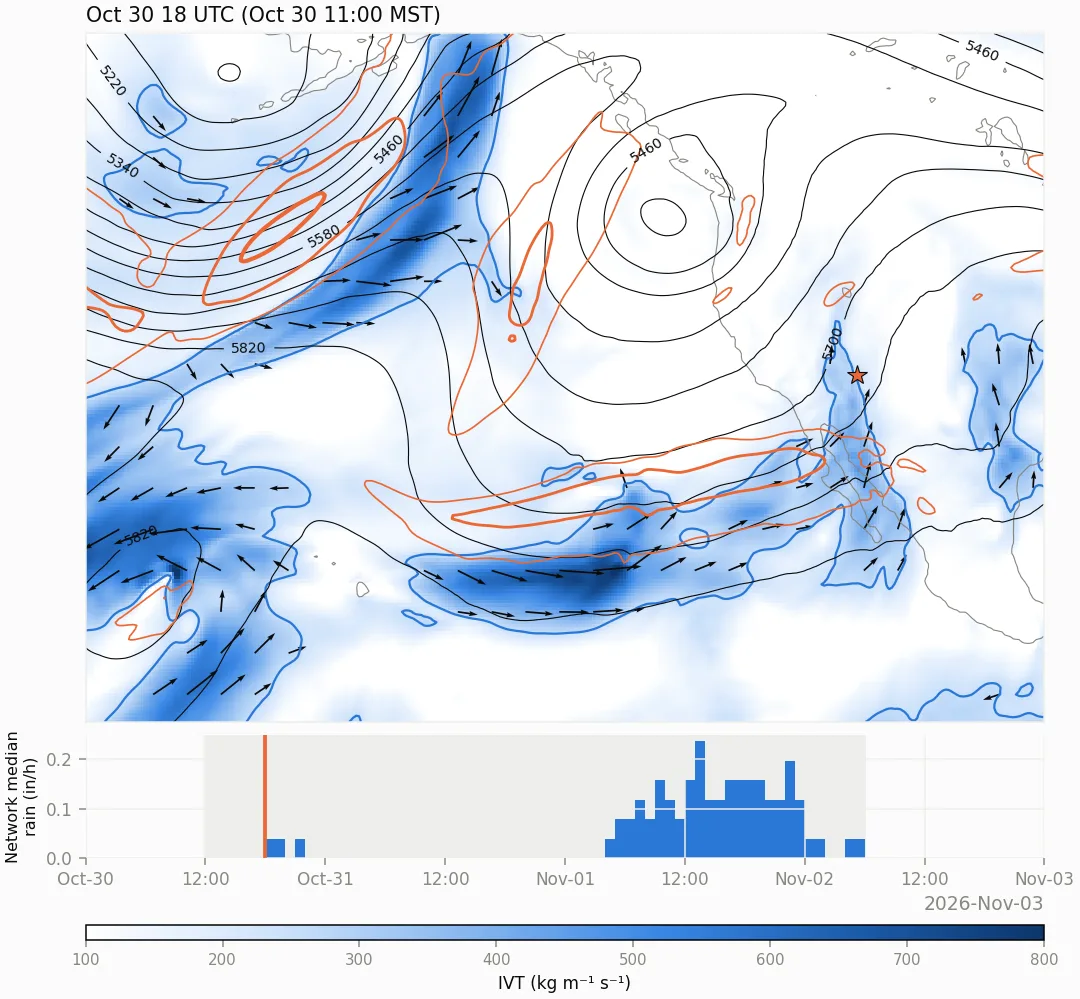 Oct 30 18 UTC (Oct 30 11:00 MST)
5220
5460
5340
5460
5460
5580
5820
5700
5820
Network median
rain (in/h)
0.2
0.1
0.0
Oct-30
12:00
Oct-31
12:00
Nov-01
12:00
Nov-02
12:00
Nov-03
2026-Nov-03
100
200
300
400
500
600
700
800
IVT (kg m⁻¹ s⁻¹)